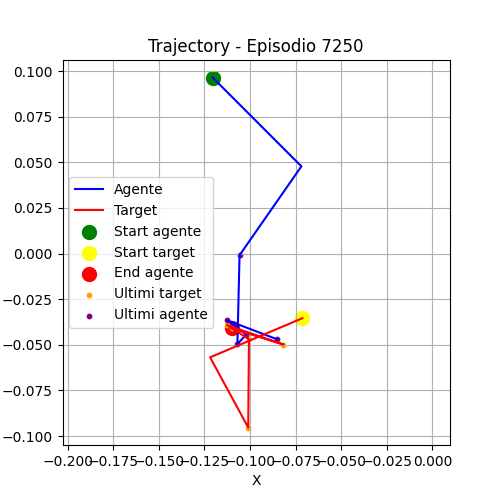 Trajectory - Episodio 7250
0.100
0.075
0.050
0.025
0.000
−0.025
−0.050
−0.075
−0.100
Agente
Target
Start agente
Start target
End agente
Ultimi target
Ultimi agente
−0.200 −0.175 −0.150 −0.125 −0.100 −0.075 −0.050 −0.025 0.000
X